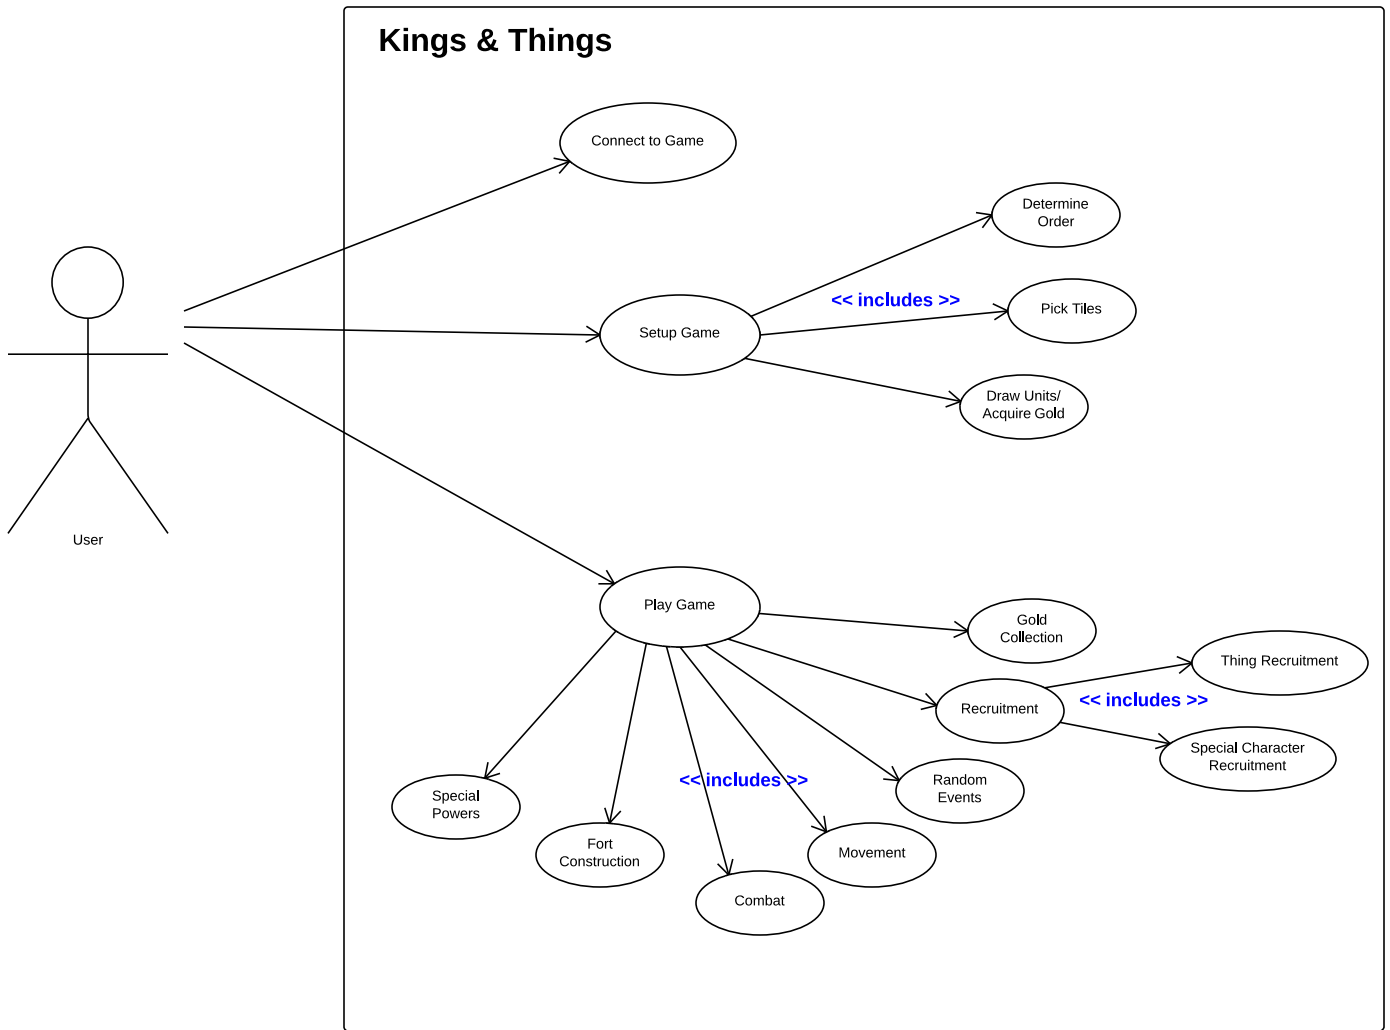 Kings & Things
Connect to Game
Determine
Order
<< includes >>
Pick Tiles
Setup Game
Draw Units/
Acquire Gold
User
Play Game
Gold
Collection
Thing Recruitment
<< includes >>
Recruitment
Special Character
Recruitment
<< includes >>
Random
Events
Special
Powers
Fort
Construction
Movement
Combat